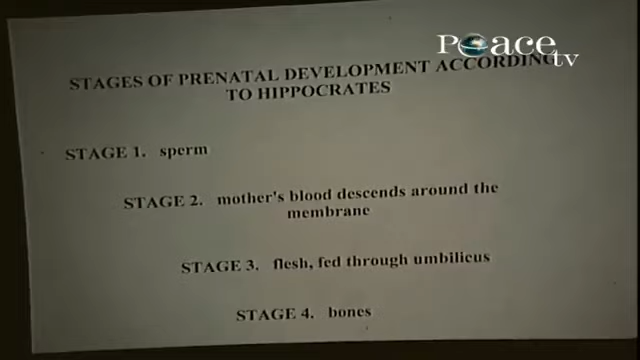 Peace tv
STAGES OF PRENATAL DEVELOPMENT ACCORDING
TO HIPPOCRATES
STAGE 1. sperm
STAGE 2. mother's blood descends around the
membrane
STAGE 3. flesh, fed through umbilicus
STAGE 4. bones